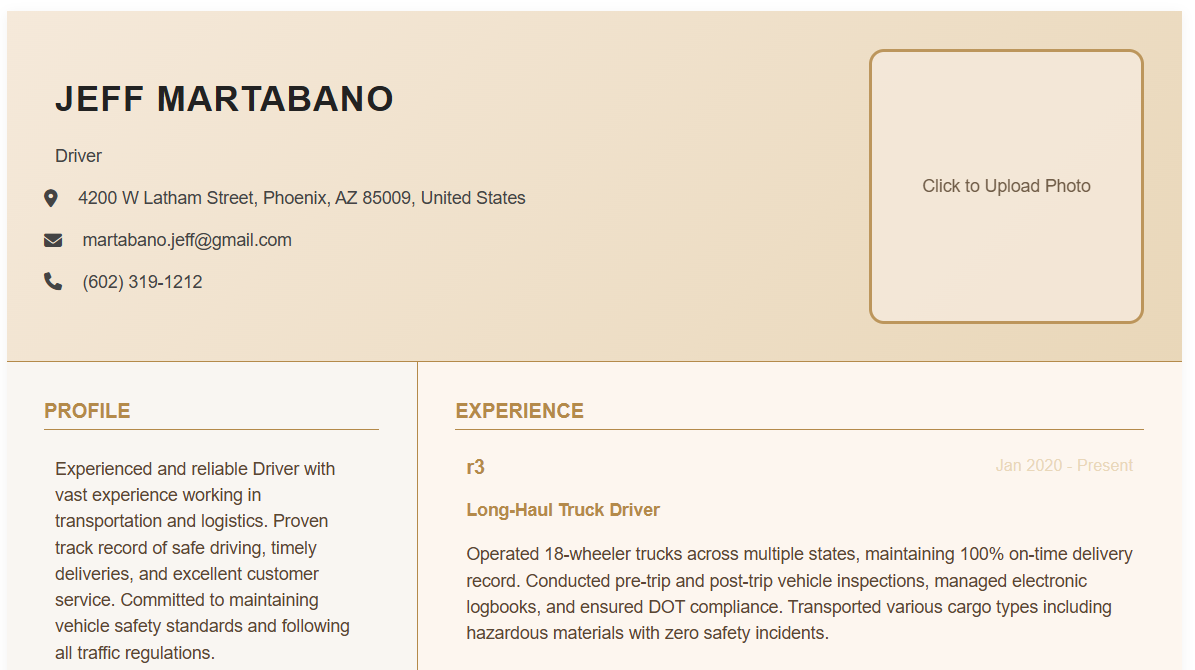 JEFF MARTABANO
Driver
4200 W Latham Street, Phoenix, AZ 85009, United States
martabano.jeff@gmail.com
(602) 319-1212
Click to Upload Photo
PROFILE
Experienced and reliable Driver with
vast experience working in
transportation and logistics. Proven
track record of safe driving, timely
deliveries, and excellent customer
service. Committed to maintaining
vehicle safety standards and following
all traffic regulations.
EXPERIENCE
r3
Jan 2020 - Present
Long-Haul Truck Driver
Operated 18-wheeler trucks across multiple states, maintaining 100% on-time delivery
record. Conducted pre-trip and post-trip vehicle inspections, managed electronic
logbooks, and ensured DOT compliance. Transported various cargo types including
hazardous materials with zero safety incidents.